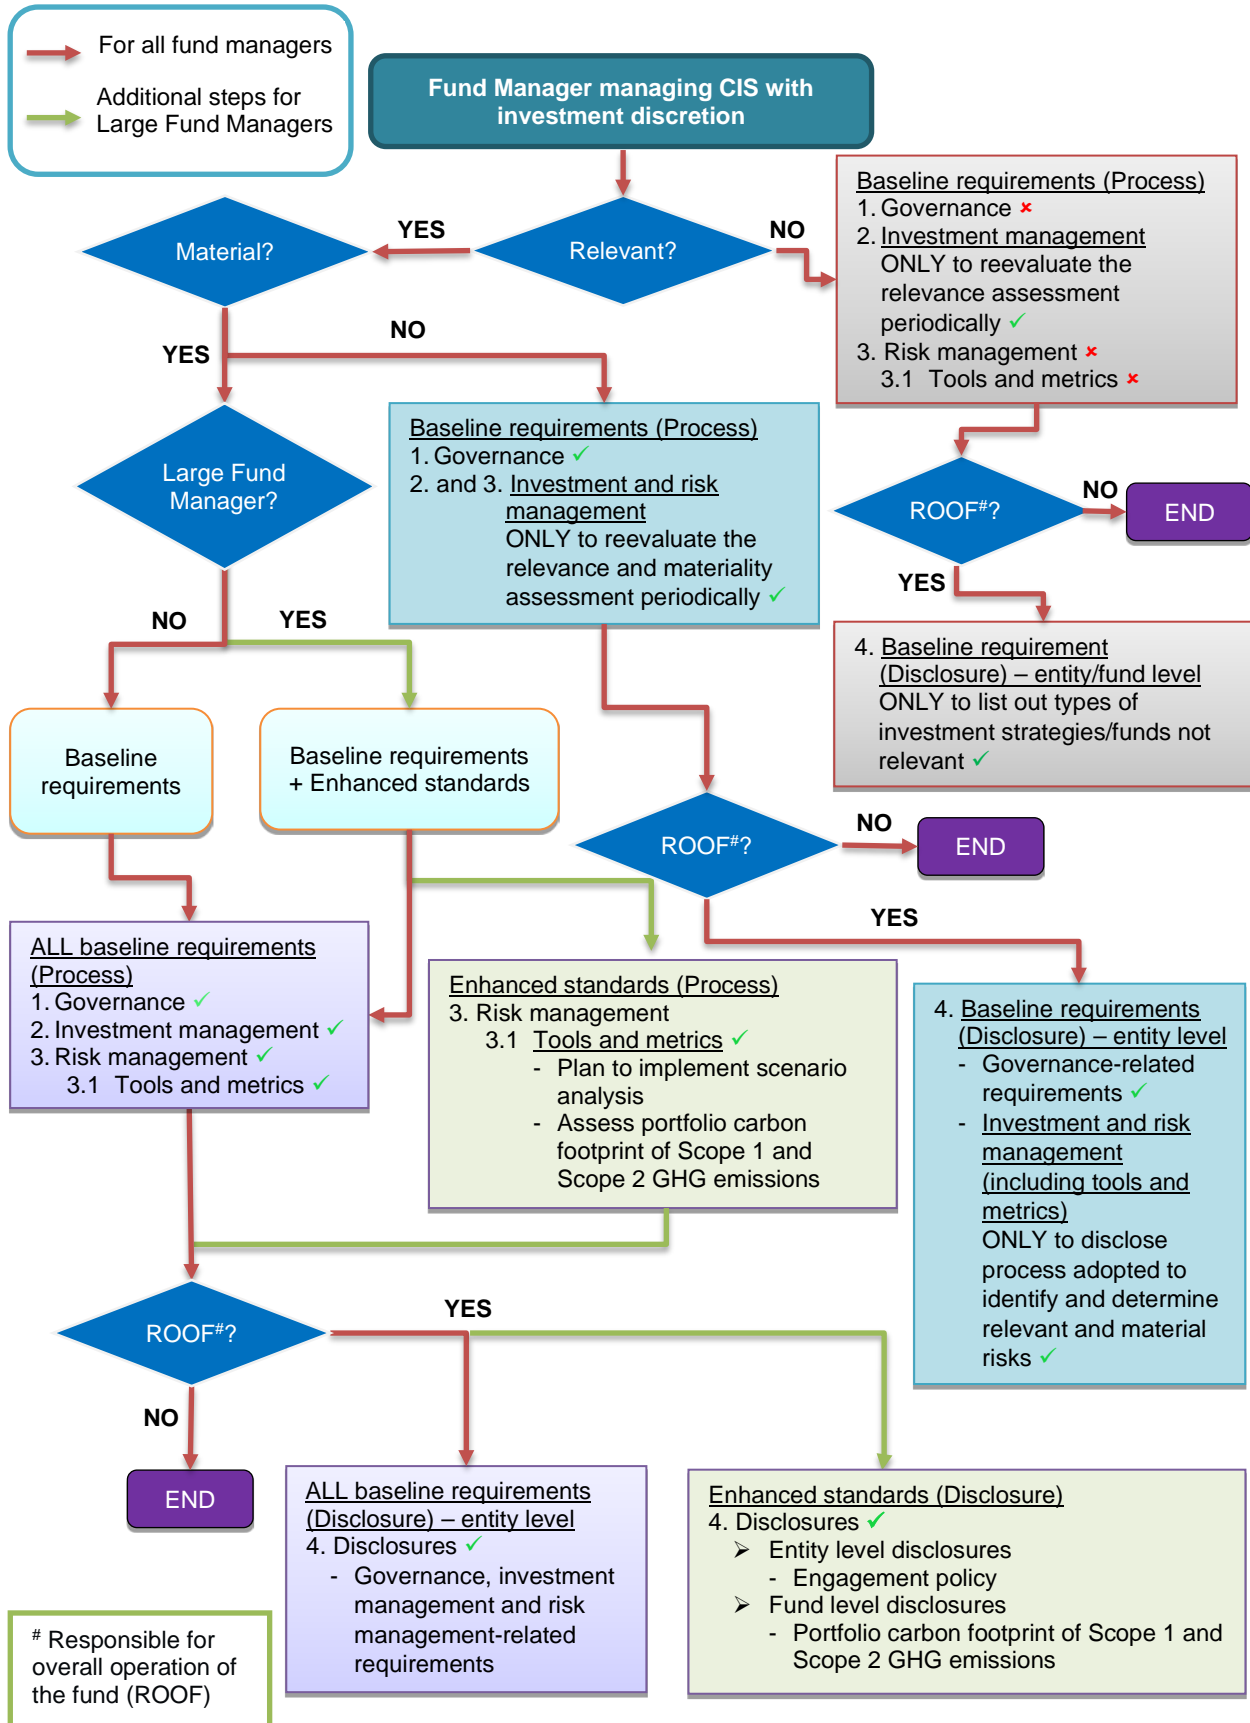 For all fund managers
Additional steps for
Large Fund Managers
Fund Manager managing CIS with
investment discretion
Relevant?
YES
NO
Material?
Baseline requirements (Process)
1. Governance ×
2. Investment management
ONLY to reevaluate the
relevance assessment
periodically ✓
3. Risk management ×
3.1 Tools and metrics ×
YES
NO
Large Fund
Manager?
Baseline requirements (Process)
1. Governance ✓
2. and 3. Investment and risk
management
ONLY to reevaluate the
relevance and materiality
assessment periodically ✓
ROOF#?
NO
END
YES
4. Baseline requirement
(Disclosure) – entity/fund level
ONLY to list out types of
investment strategies/funds not
relevant ✓
NO
YES
Baseline
requirements
Baseline requirements
+ Enhanced standards
ROOF#?
NO
END
YES
ALL baseline requirements
(Process)
1. Governance ✓
2. Investment management ✓
3. Risk management ✓
3.1 Tools and metrics ✓
Enhanced standards (Process)
3. Risk management
3.1 Tools and metrics ✓
- Plan to implement scenario
analysis
- Assess portfolio carbon
footprint of Scope 1 and
Scope 2 GHG emissions
4. Baseline requirements
(Disclosure) – entity level
- Governance-related
requirements ✓
- Investment and risk
management
(including tools and
metrics)
ONLY to disclose
process adopted to
identify and determine
relevant and material
risks ✓
ROOF#?
YES
NO
END
ALL baseline requirements
(Disclosure) – entity level
4. Disclosures ✓
- Governance, investment
management and risk
management-related
requirements
Enhanced standards (Disclosure)
4. Disclosures ✓
➢ Entity level disclosures
- Engagement policy
➢ Fund level disclosures
- Portfolio carbon footprint of Scope 1 and
Scope 2 GHG emissions
# Responsible for
overall operation of
the fund (ROOF)